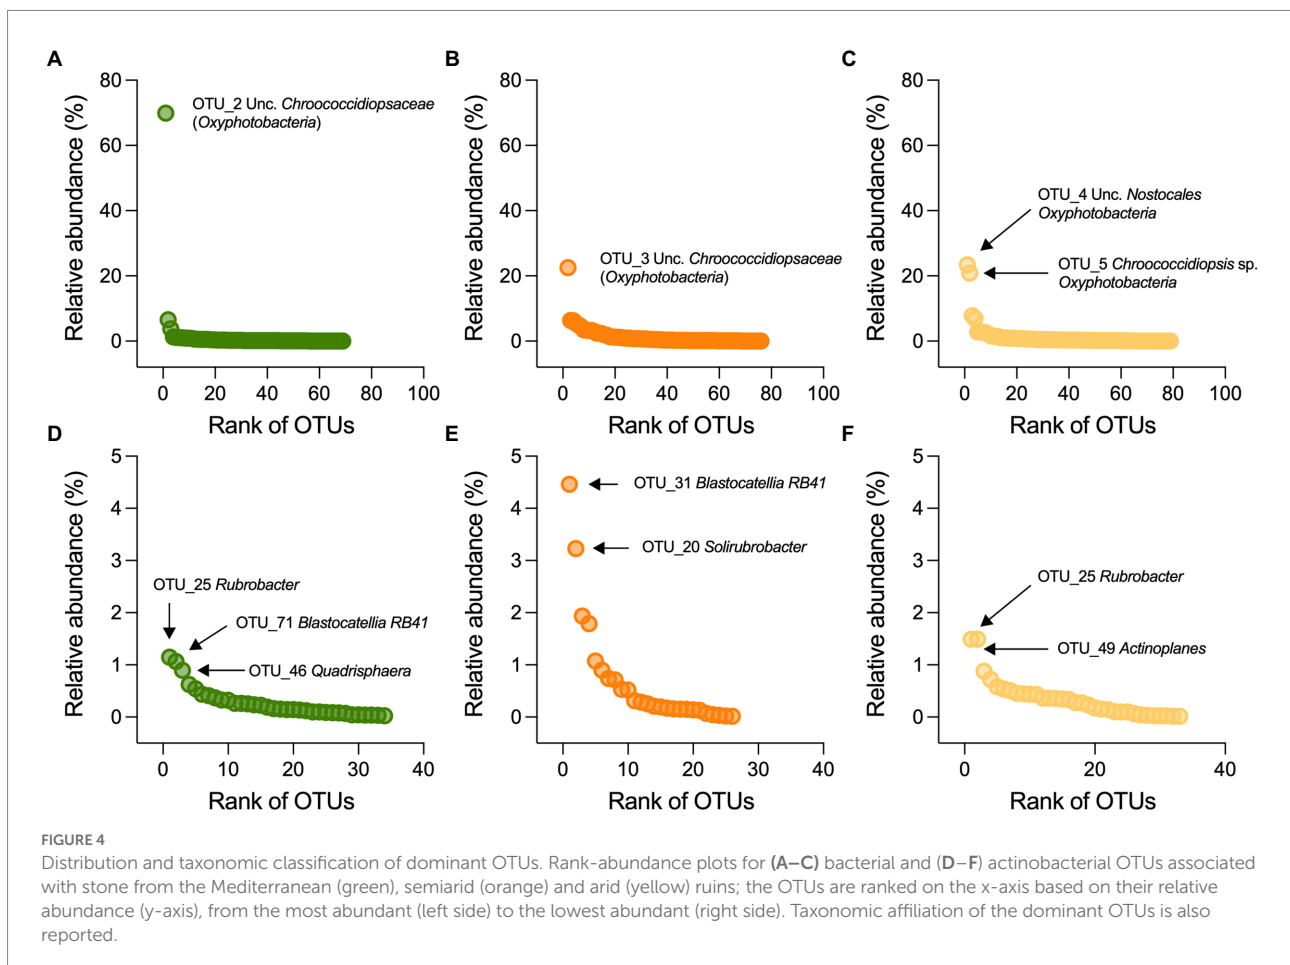 A
Relative abundance (%)
80
60
40
20
0
OTU_2 Unc. Chroococcidiopsaceae
(Oxyphotobacteria)
0 20 40 60 80 100
Rank of OTUs
B
Relative abundance (%)
80
60
40
20
0
OTU_3 Unc. Chroococcidiopsaceae
(Oxyphotobacteria)
0 20 40 60 80 100
Rank of OTUs
C
Relative abundance (%)
80
60
40
20
0
OTU_4 Unc. Nostocales
Oxyphotobacteria
OTU_5 Chroococcidiopsis sp.
Oxyphotobacteria
0 20 40 60 80 100
Rank of OTUs
D
Relative abundance (%)
5
4
3
2
1
0
OTU_25 Rubrobacter
OTU_71 Blastocatellia RB41
OTU_46 Quadrisphaera
0 10 20 30 40
Rank of OTUs
E
Relative abundance (%)
5
4
3
2
1
0
OTU_31 Blastocatellia RB41
OTU_20 Solirubrobacter
0 10 20 30 40
Rank of OTUs
F
Relative abundance (%)
5
4
3
2
1
0
OTU_25 Rubrobacter
OTU_49 Actinoplanes
0 20 40
Rank of OTUs
FIGURE 4
Distribution and taxonomic classification of dominant OTUs. Rank-abundance plots for (A–C) bacterial and (D–F) actinobacterial OTUs associated
with stone from the Mediterranean (green), semiarid (orange) and arid (yellow) ruins; the OTUs are ranked on the x-axis based on their relative
abundance (y-axis), from the most abundant (left side) to the lowest abundant (right side). Taxonomic affiliation of the dominant OTUs is also
reported.